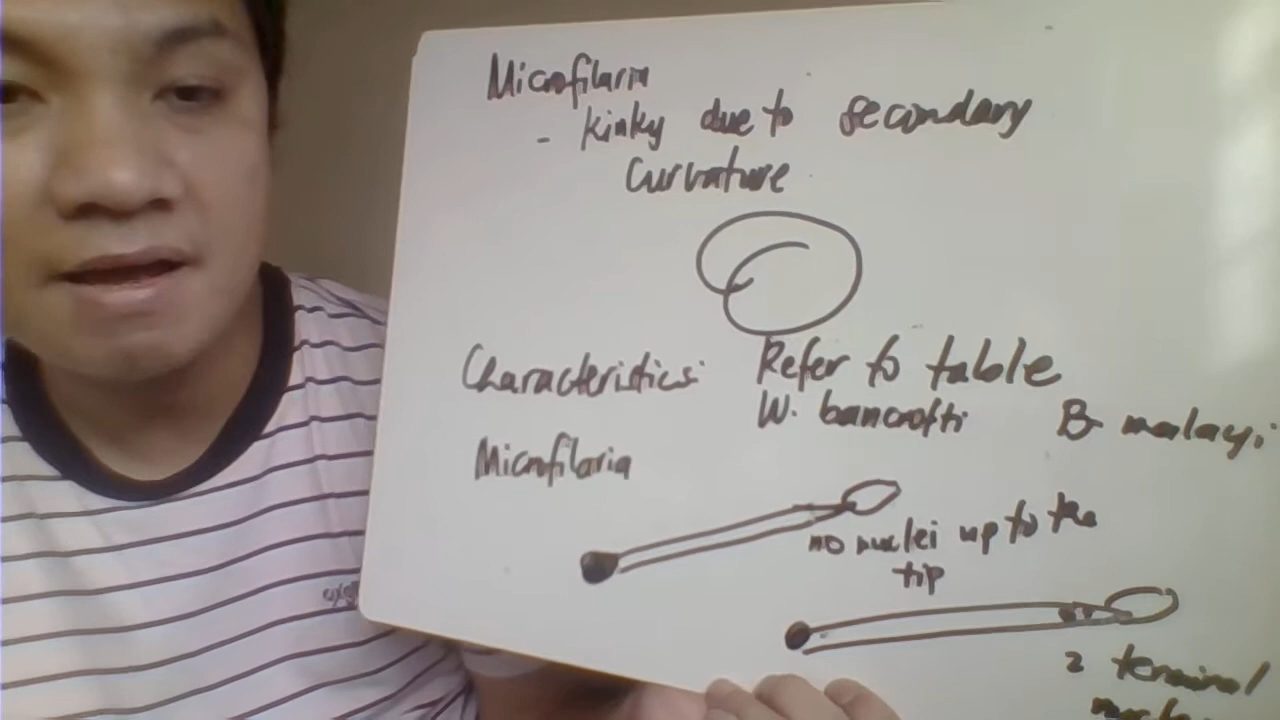 Microfilaria
- kinky due to secondary
curvature
Characteristics: Refer to table
W. bancrofti B. malayi
Microfilaria
no nuclei up to the
tip
2 terminal